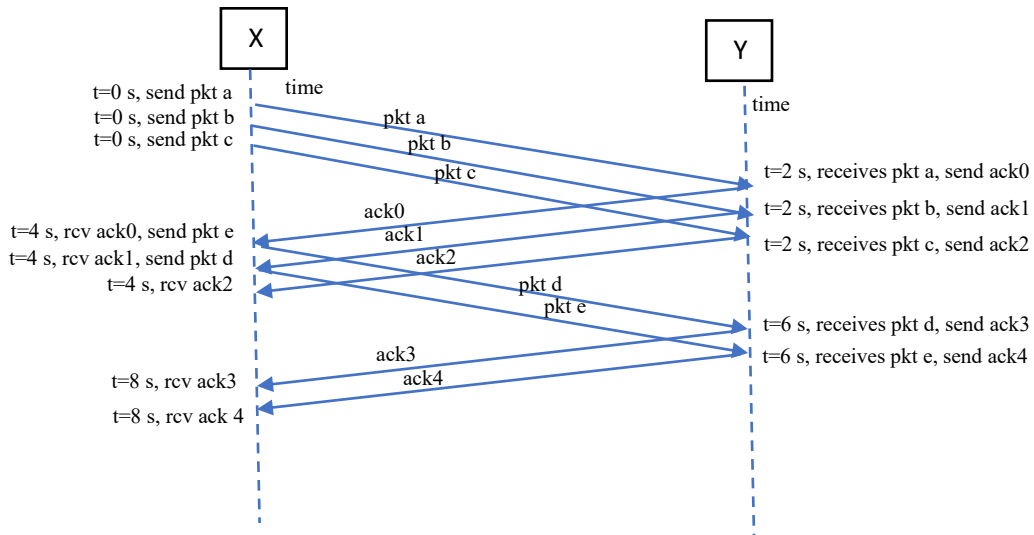 X
Y
time
time
t=0 s, send pkt a
t=0 s, send pkt b
t=0 s, send pkt c
pkt a
pkt b
pkt c
t=2 s, receives pkt a, send ack0
t=2 s, receives pkt b, send ack1
t=2 s, receives pkt c, send ack2
ack0
ack1
ack2
t=4 s, rcv ack0, send pkt e
t=4 s, rcv ack1, send pkt d
t=4 s, rcv ack2
pkt d
pkt e
t=6 s, receives pkt d, send ack3
t=6 s, receives pkt e, send ack4
ack3
ack4
t=8 s, rcv ack3
t=8 s, rcv ack 4